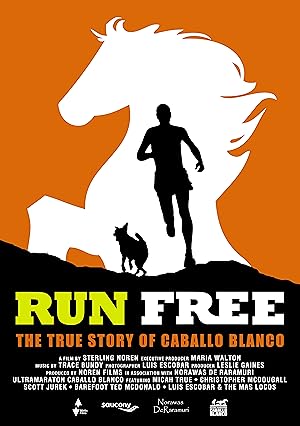 RUN FREE
THE TRUE STORY OF CABALLO BLANCO
A FILM BY STERLING NOREN EXECUTIVE PRODUCER MARIA WALTON
MUSIC BY TRACE BUNDY PHOTOGRAPHER LUIS ESCOBAR PRODUCER LESLIE GAINES
PRODUCED BY NOREN FILMS IN ASSOCIATION WITH NORAWAS DE RARAMURI
ULTRAMARATON CABALLO BLANCO FEATURING MICAH TRUE • CHRISTOPHER MCDOUGALL
SCOTT JUREK • BAREFOOT TED MCDONALD • LUIS ESCOBAR & THE MAS LOCOS
saucony
Norawas
DeRaramuri